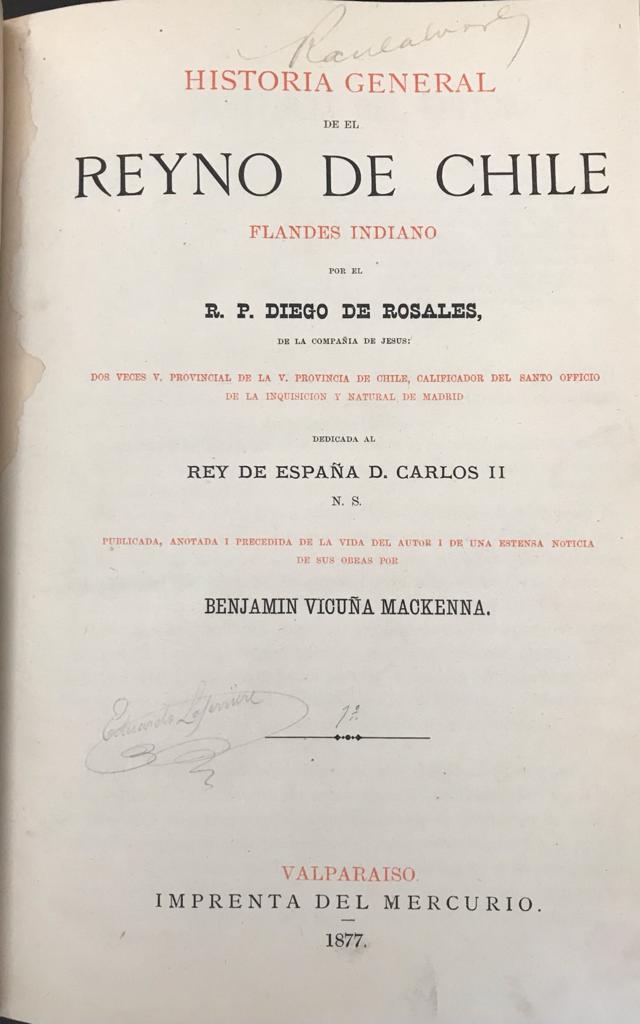 HISTORIA GENERAL
DE EL
REYNO DE CHILE
FLANDES INDIANO
POR EL
R. P. DIEGO DE ROSALES,
DE LA COMPAÑIA DE JESUS:
DOS VECES V. PROVINCIAL DE LA V. PROVINCIA DE CHILE, CALIFICADOR DEL SANTO OFFICIO
DE LA INQUISICION Y NATURAL DE MADRID
DEDICADA AL
REY DE ESPAÑA D. CARLOS II
N. S.
PUBLICADA, ANOTADA I PRECEDIDA DE LA VIDA DEL AUTOR I DE UNA ESTENSA NOTICIA
DE SUS OBRAS POR
BENJAMIN VICUÑA MACKENNA.
Eduardo
VALPARAISO.
IMPRENTA DEL MERCURIO.
1877.